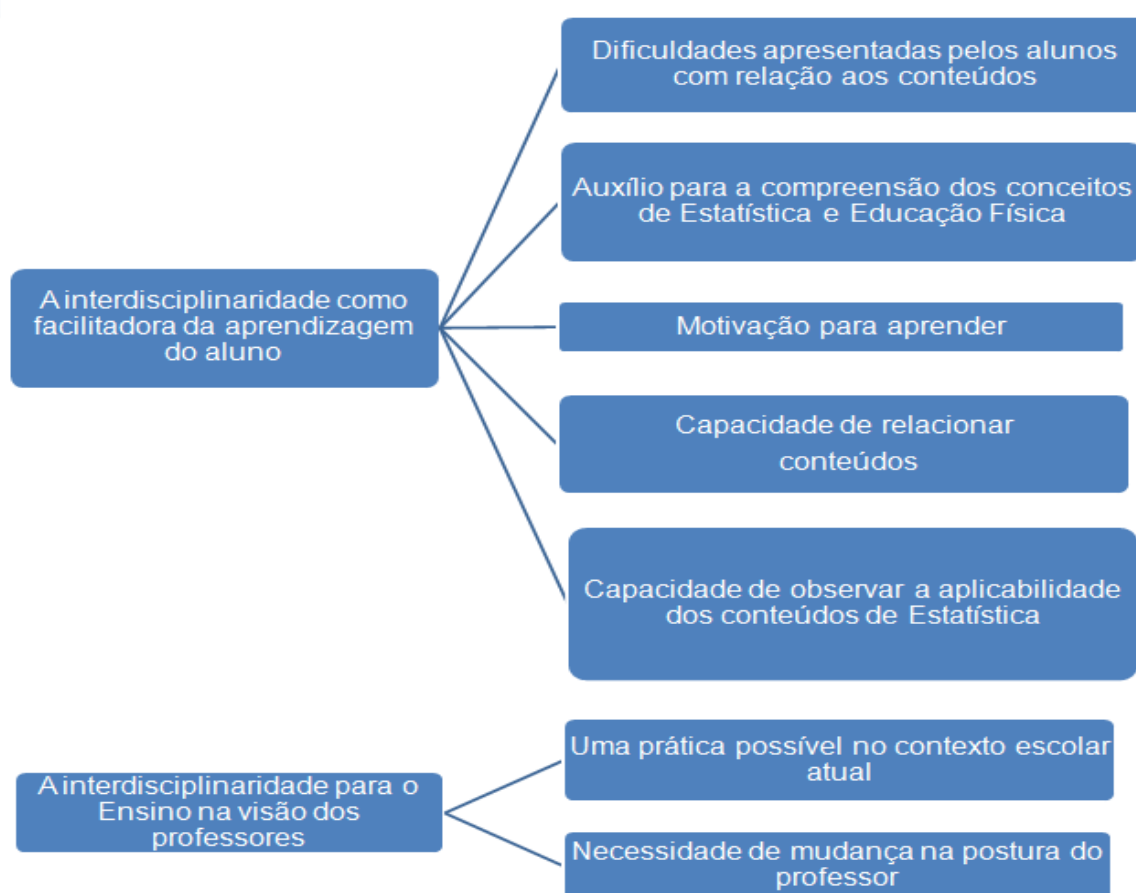 Dificuldades apresentadas pelos alunos
com relação aos conteúdos
Auxílio para a compreensão dos conceitos
de Estatística e Educação Física
A interdisciplinaridade como
facilitadora da aprendizagem
do aluno
Motivação para aprender
Capacidade de relacionar
conteúdos
Capacidade de observar a aplicabilidade
dos conteúdos de Estatística
Uma prática possível no contexto escolar
atual
A interdisciplinaridade para o
Ensino na visão dos
professores
Necessidade de mudança na postura do
professor